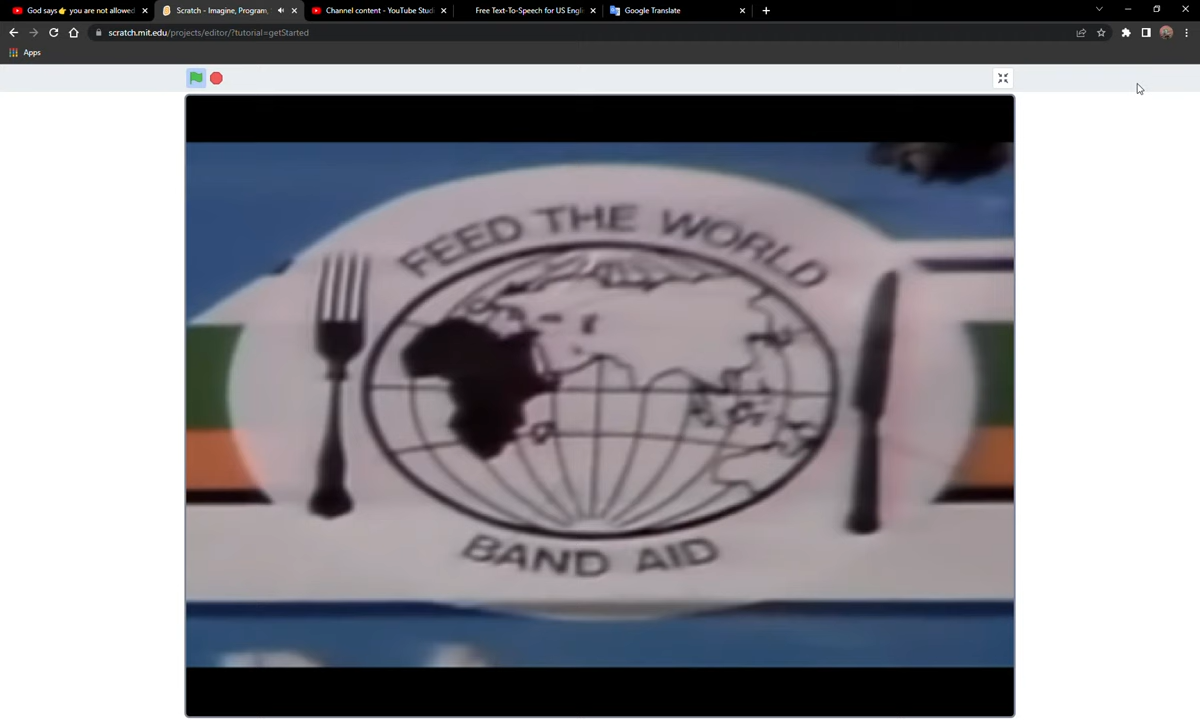 God says👉 you are not allowed
Scratch - Imagine, Program,
Channel content - YouTube Stud
Free Text-To-Speech for US Engl
Google Translate
scratch.mit.edu/projects/editor/?tutorial=getStarted
Apps
FEED THE WORLD
BAND AID